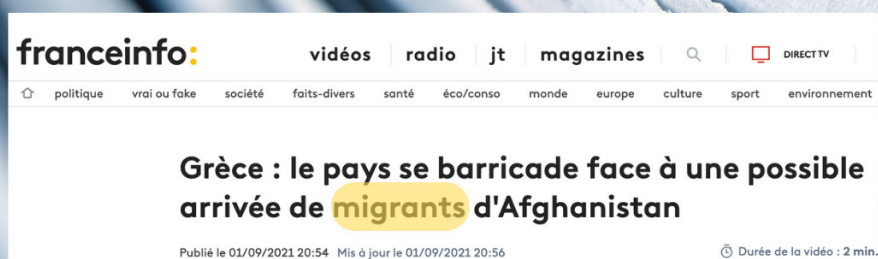 franceinfo:
vidéos radio jt magazines DIRECT TV
politique vrai ou fake société faits-divers santé éco/conso monde europe culture sport environnement
Grèce : le pays se barricade face à une possible
arrivée de migrants d'Afghanistan
Publié le 01/09/2021 20:54 Mis à jour le 01/09/2021 20:56
Durée de la vidéo : 2 min.